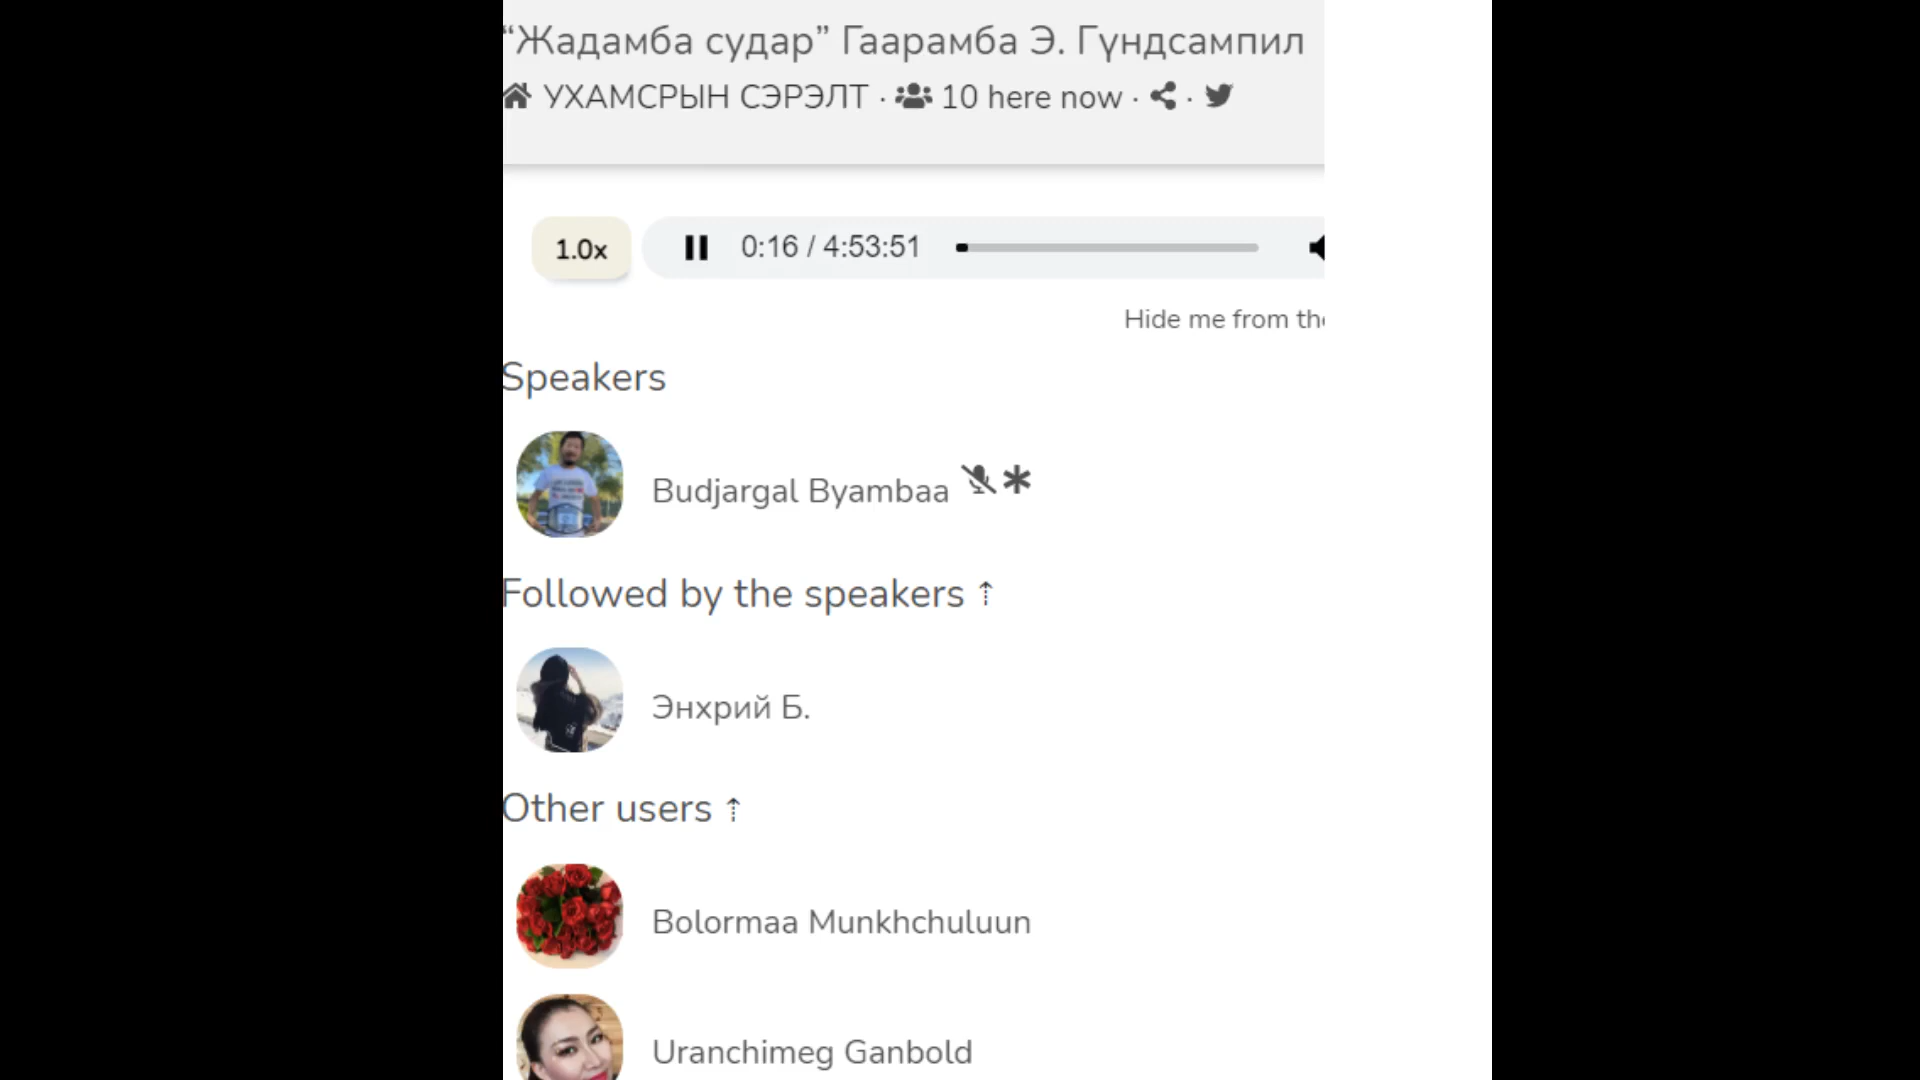 “Жадамба судар” Гаарамба Э. Гүндсампил
УХАМСРЫН СЭРЭЛТ · 10 here now · ·
1.0x 0:16 / 4:53:51
Hide me from the
Speakers
Budjargal Byambaa
Followed by the speakers ⇡
Энхрий Б.
Other users ⇡
Bolormaa Munkhchuluun
Uranchimeg Ganbold